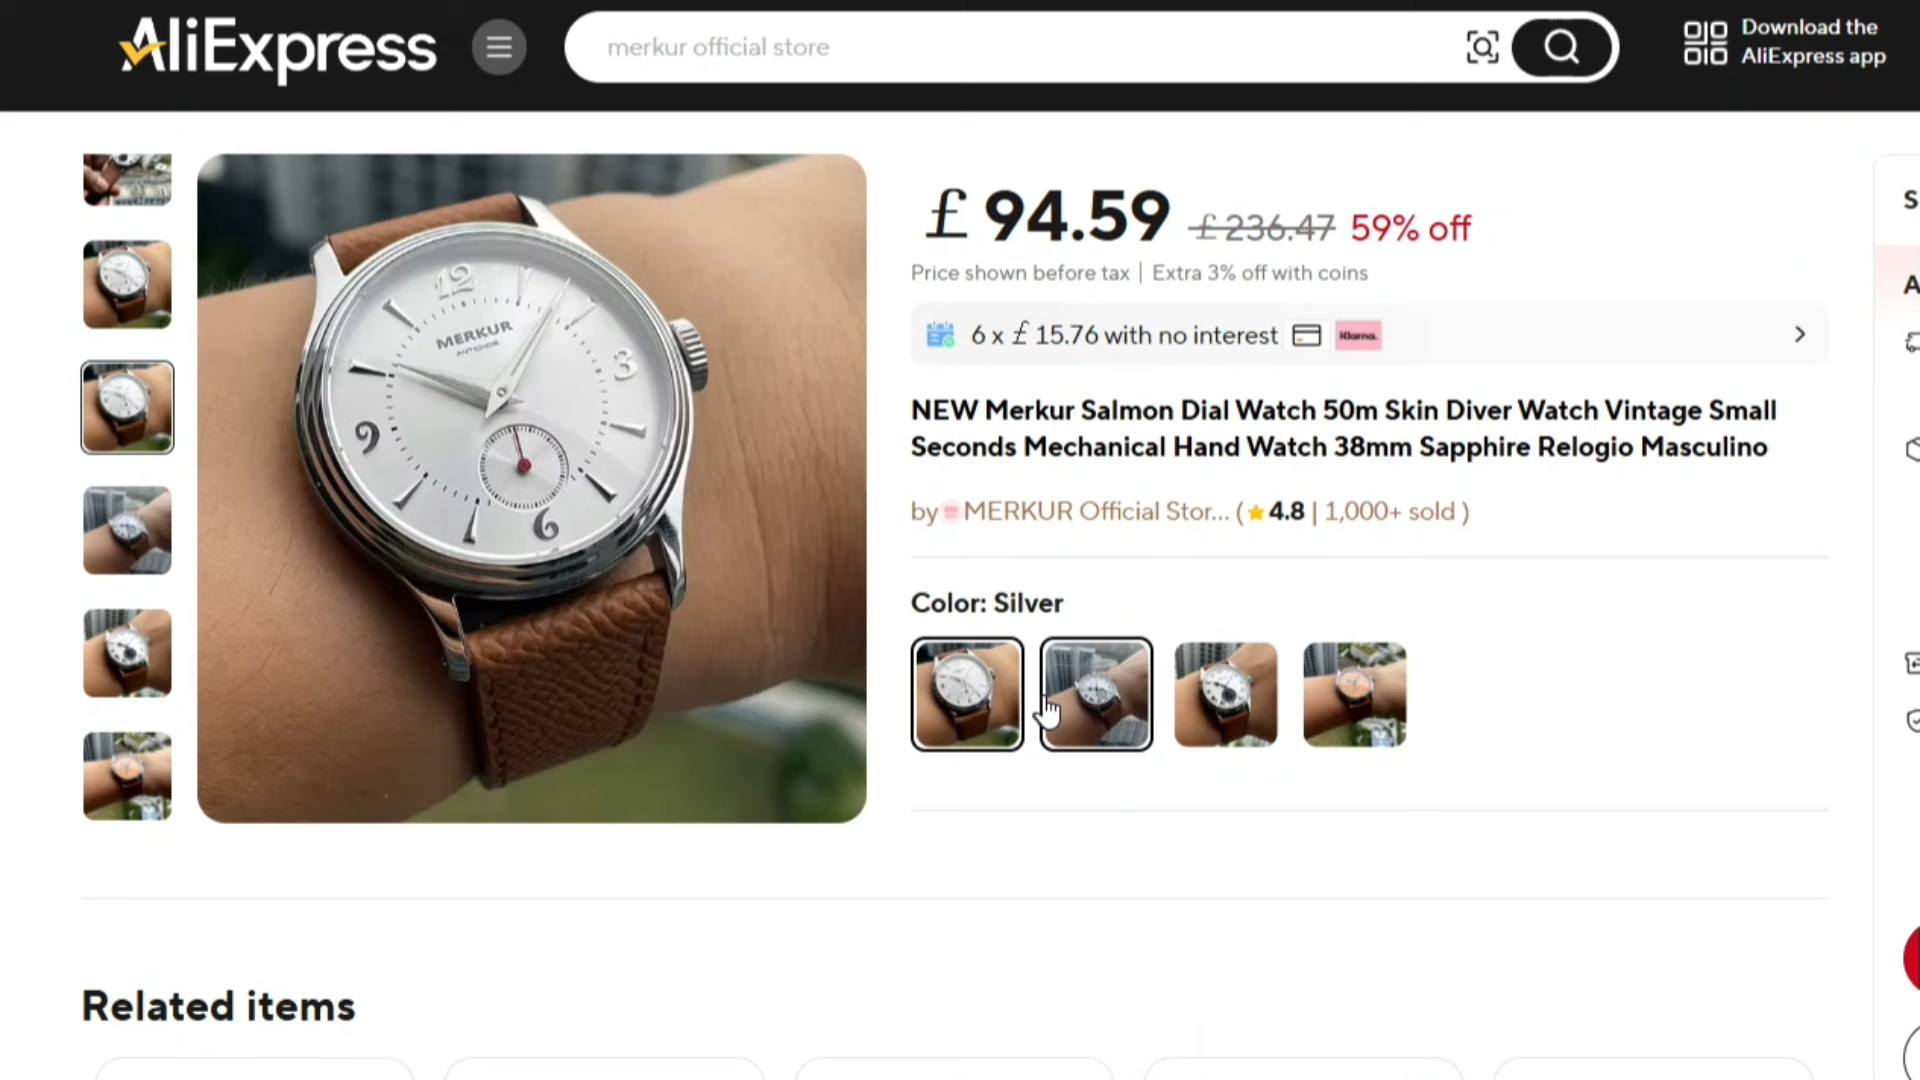 AliExpress
merkur official store
Download the
AliExpress app
12
MERKUR
3
9
6
£ 94.59 £ 236.47 59% off
Price shown before tax | Extra 3% off with coins
6 x £ 15.76 with no interest Klarna.
NEW Merkur Salmon Dial Watch 50m Skin Diver Watch Vintage Small
Seconds Mechanical Hand Watch 38mm Sapphire Relogio Masculino
by MERKUR Official Stor... ( 4.8 | 1,000+ sold )
Color: Silver
S
A
Related items